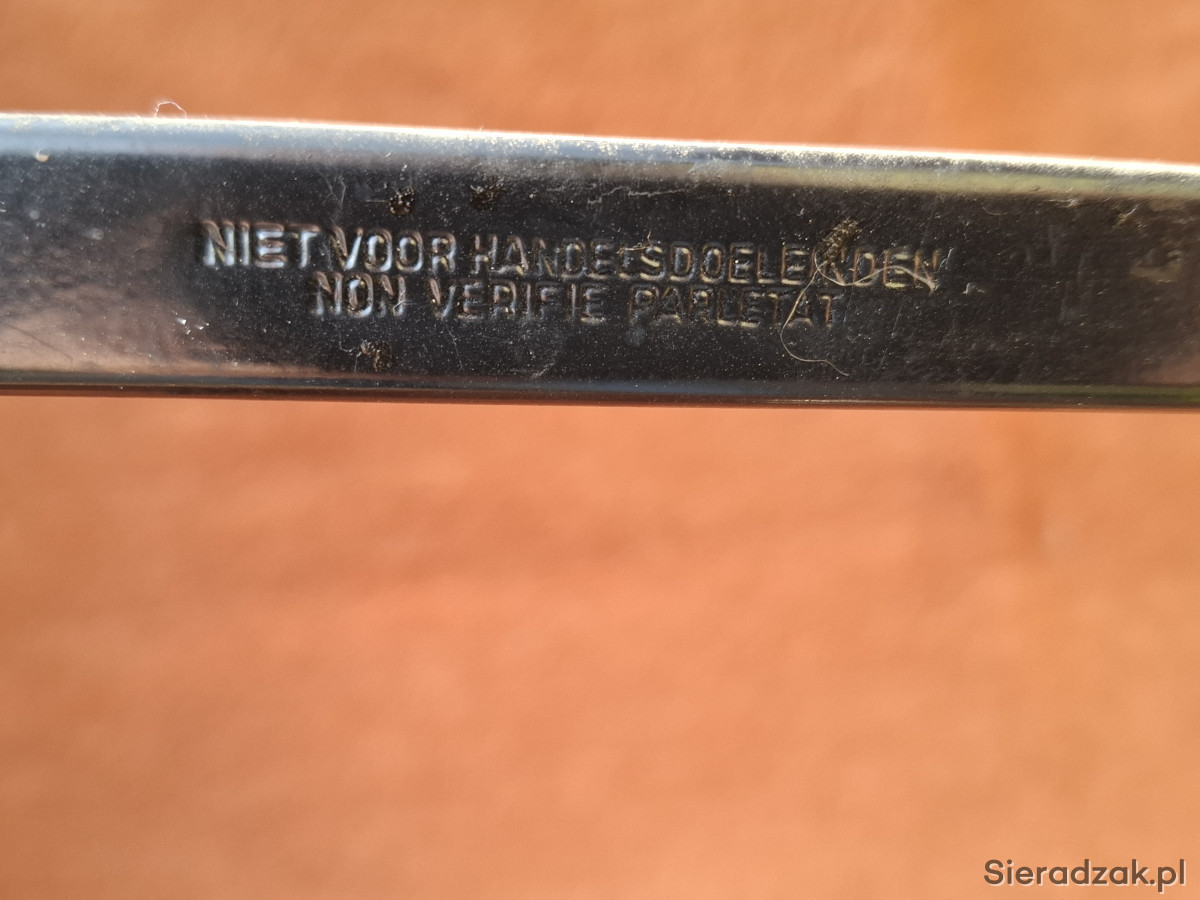 NIET VOOR HANDELSDOELEINDEN
NON VERIFIE PAR L'ETAT
Sieradzak.pl